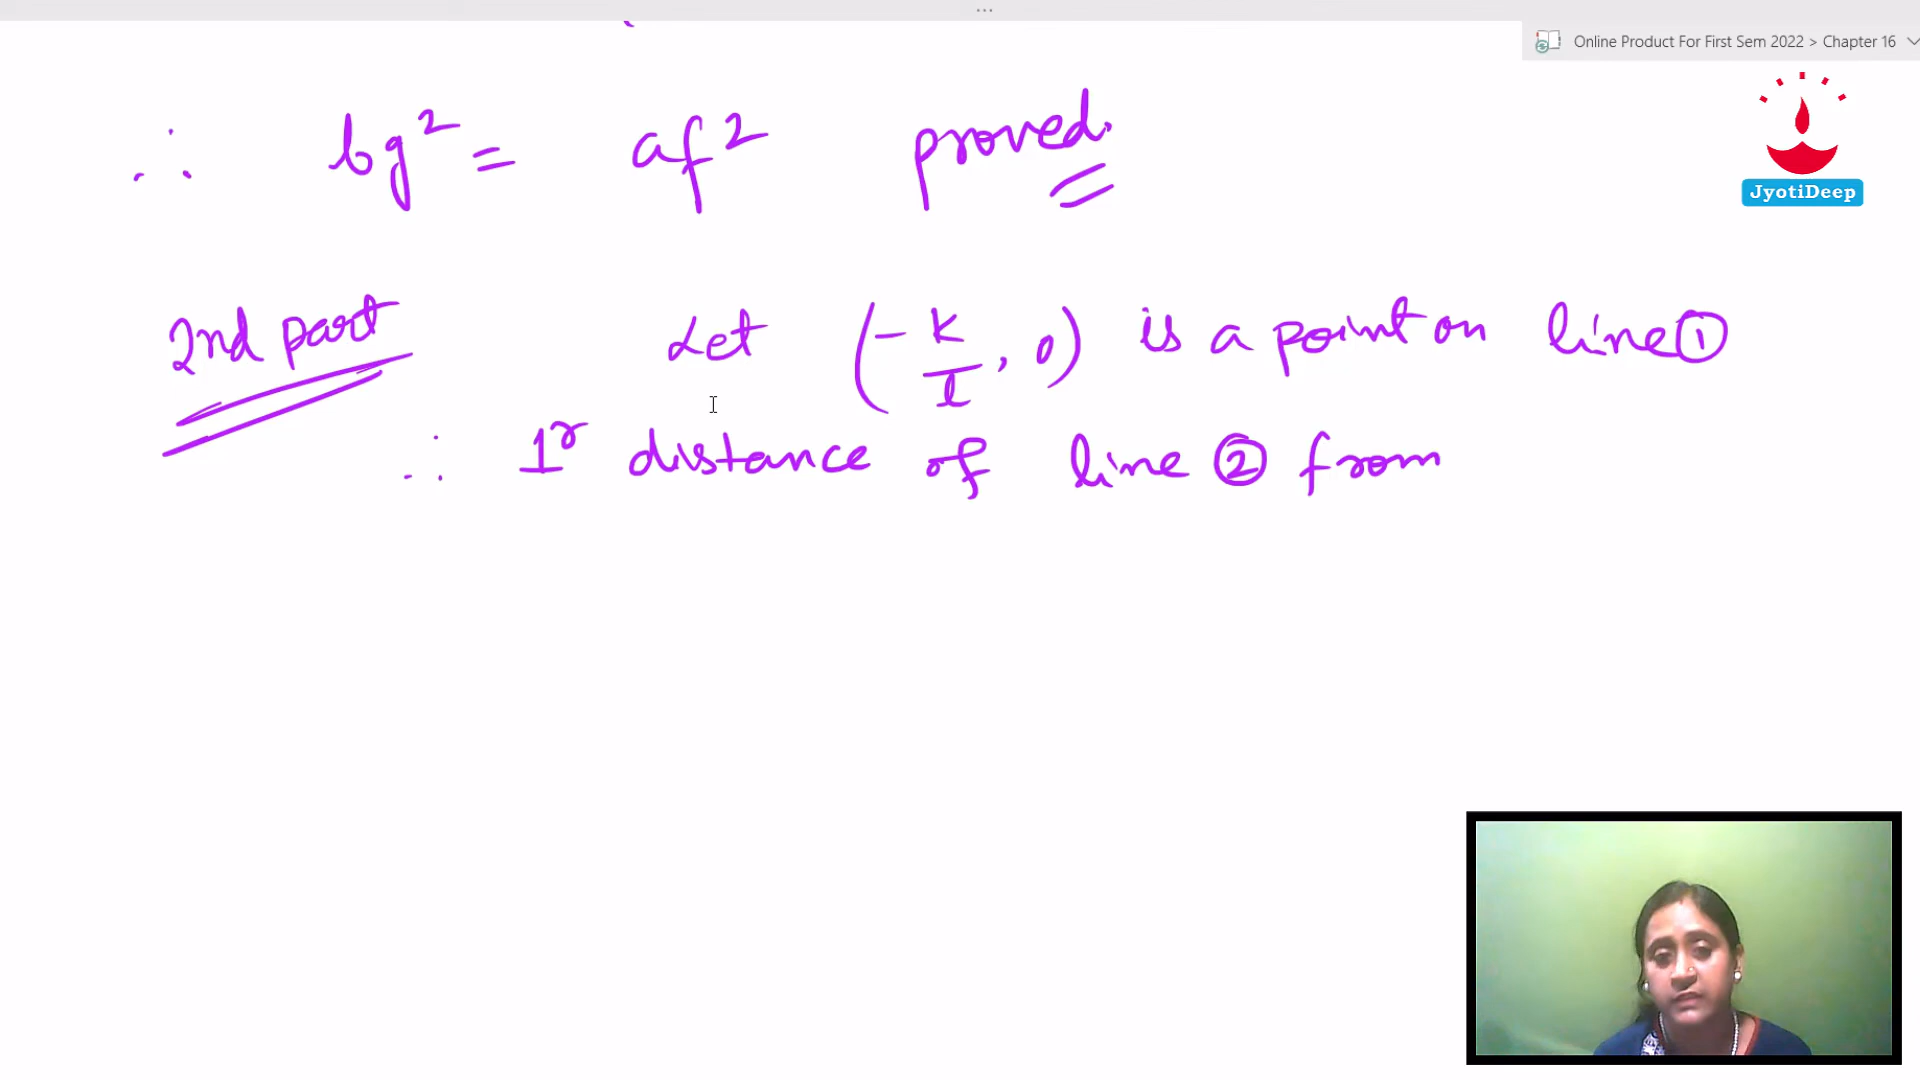 Online Product For First Sem 2022 > Chapter 16
JyotiDeep
∴ bg² = af² proved.
2nd part Let (-k/l, 0) is a point on line ①
∴ 1r distance of line ② from